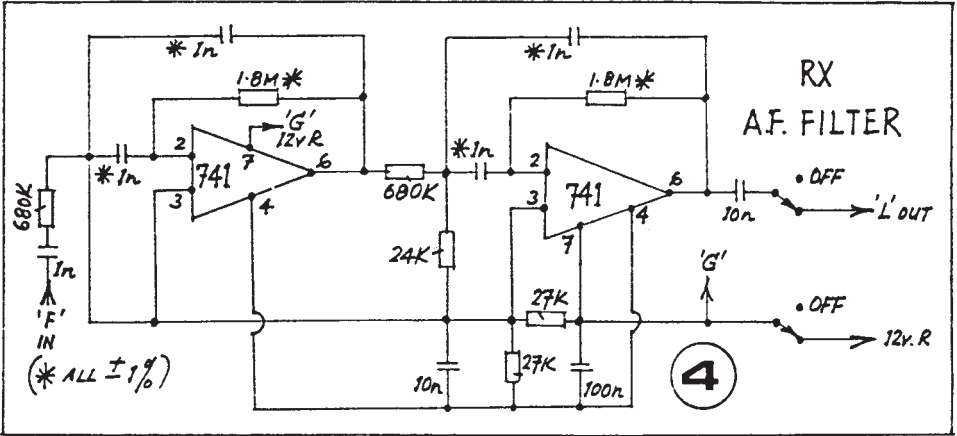 * 1n
1.8M *
'G'
12v R
2
7
6
741
3
4
* 1n
680K
1n
'F'
IN
(* ALL ± 1%)
680K
* 1n
1.8M *
* 1n
2
6
741
3
4
7
24K
10n
27K
27K
100n
10n
RX
A.F. FILTER
OFF
'L' OUT
'G'
OFF
12v. R
4